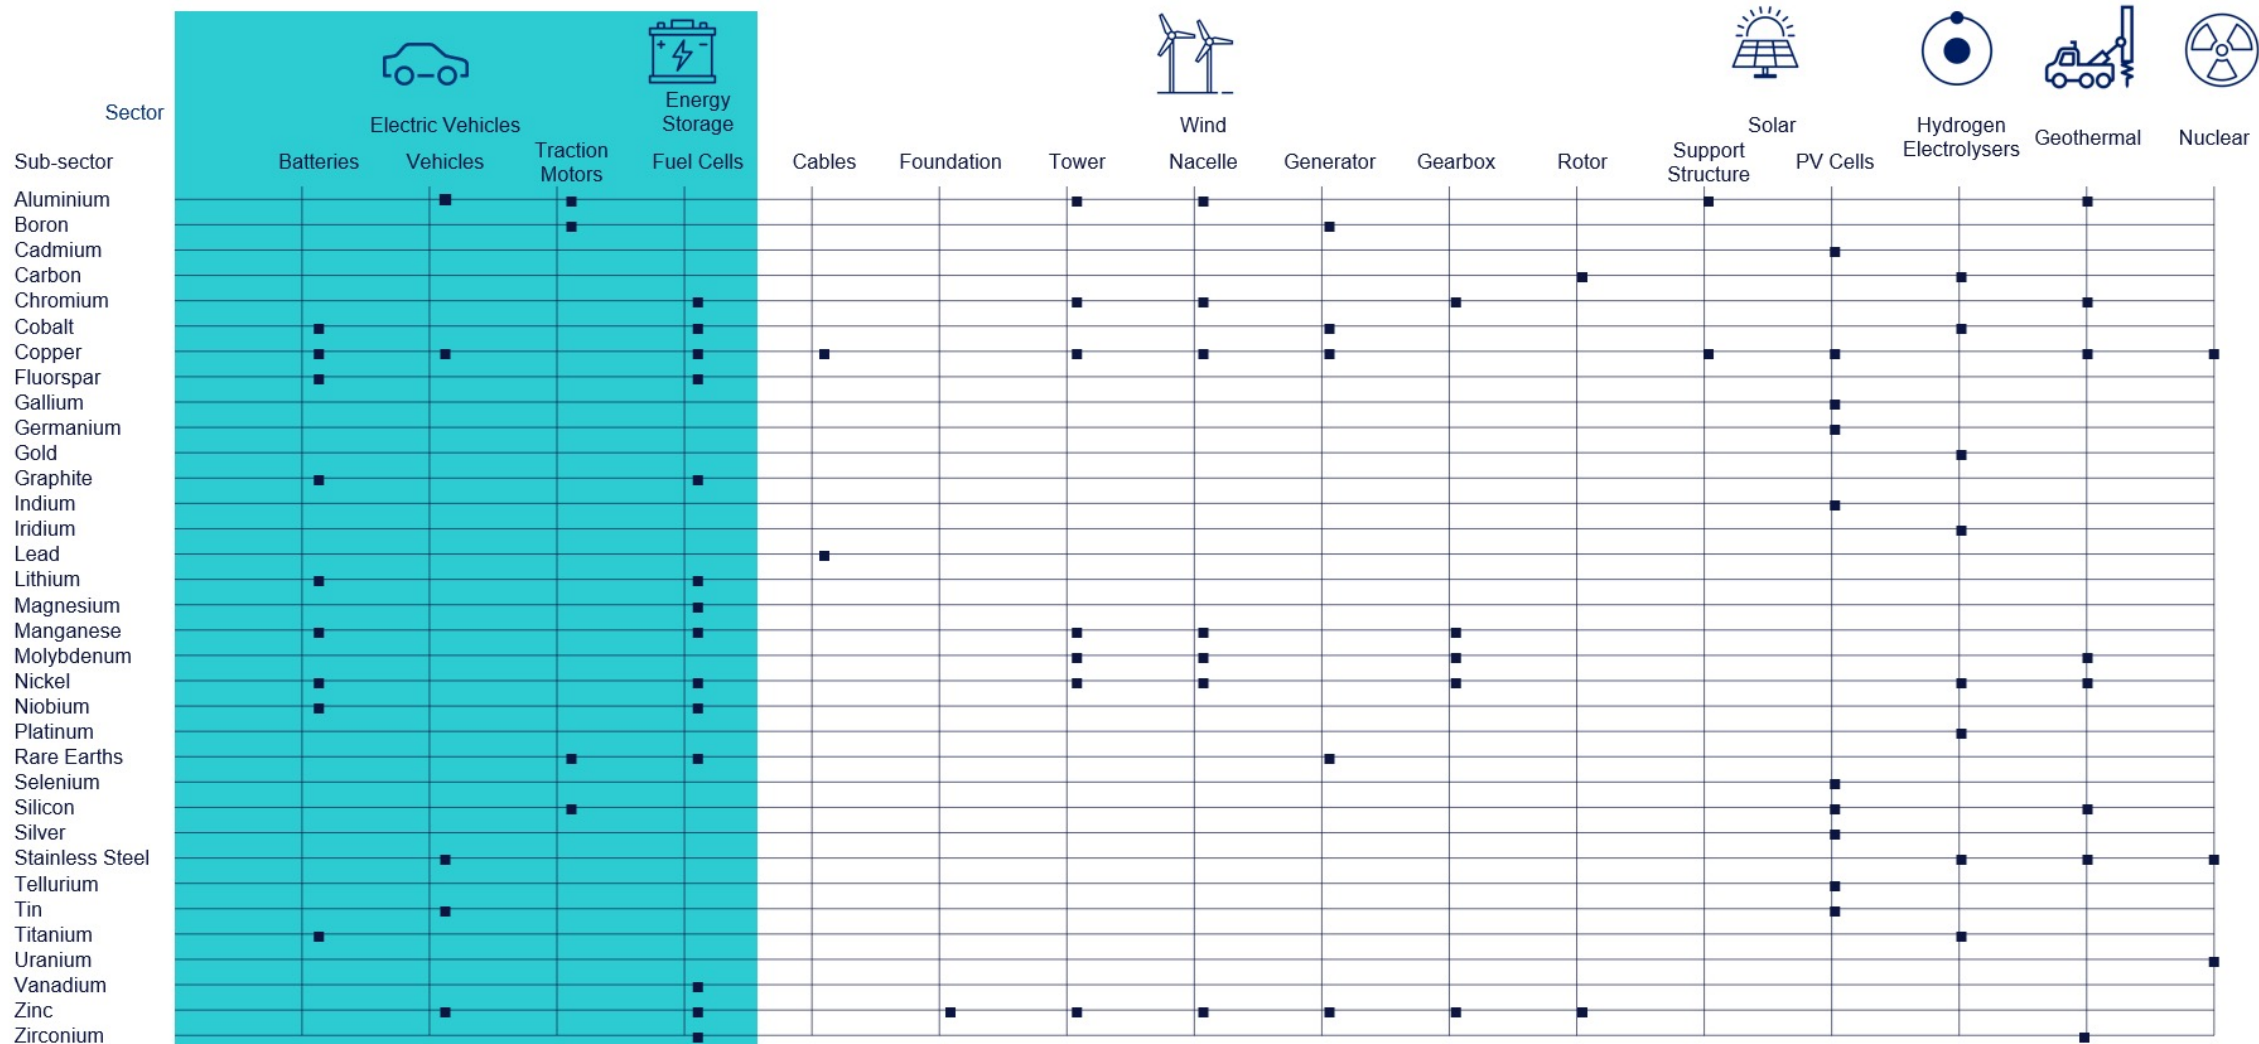 Sector
Electric Vehicles
Energy
Storage
Wind
Solar
Hydrogen
Electrolysers
Geothermal
Nuclear
Sub-sector
Batteries
Vehicles
Traction
Motors
Fuel Cells
Cables
Foundation
Tower
Nacelle
Generator
Gearbox
Rotor
Support
Structure
PV Cells
Aluminium
Boron
Cadmium
Carbon
Chromium
Cobalt
Copper
Fluorspar
Gallium
Germanium
Gold
Graphite
Indium
Iridium
Lead
Lithium
Magnesium
Manganese
Molybdenum
Nickel
Niobium
Platinum
Rare Earths
Selenium
Silicon
Silver
Stainless Steel
Tellurium
Tin
Titanium
Uranium
Vanadium
Zinc
Zirconium